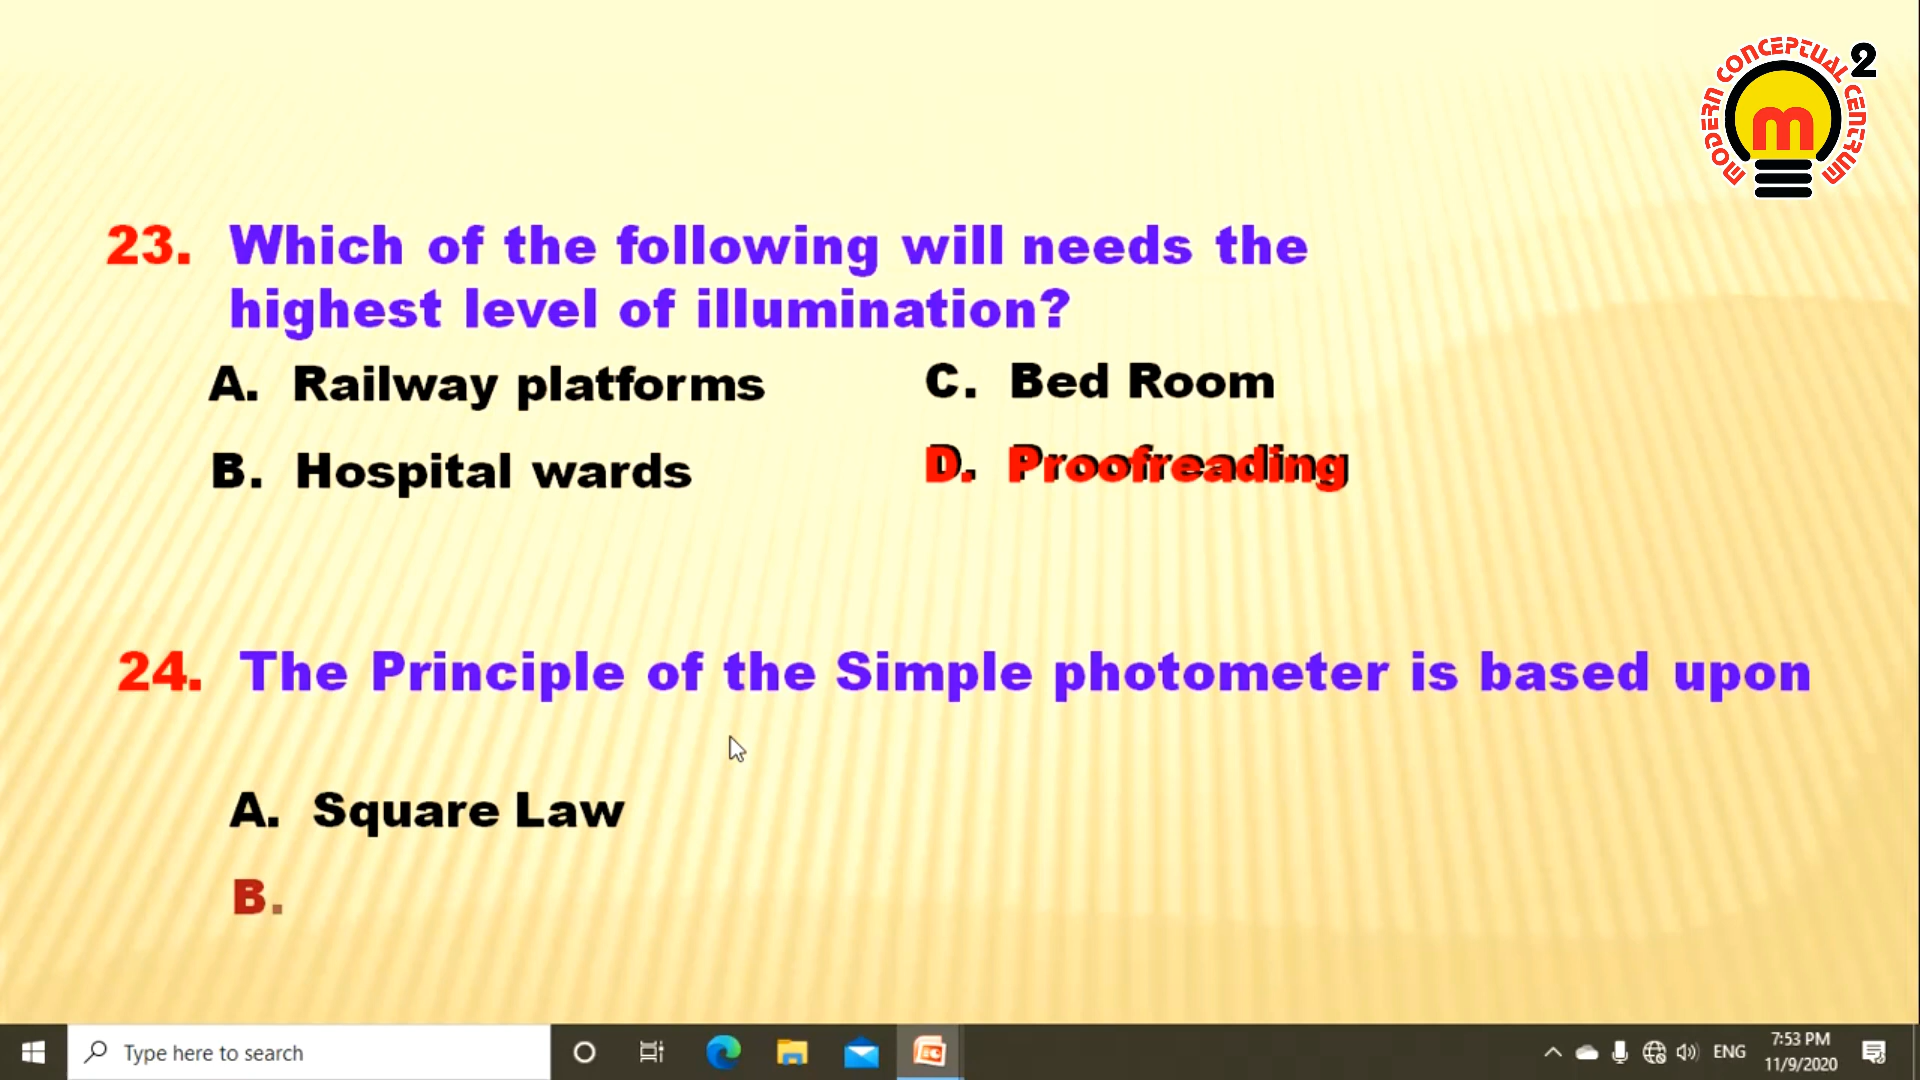 MODERN CONCEPTUAL CENTRUM 2
m
23. Which of the following will needs the
highest level of illumination?
A. Railway platforms
C. Bed Room
B. Hospital wards
D. Proofreading
24. The Principle of the Simple photometer is based upon
A. Square Law
B.
Type here to search
ENG
7:53 PM
11/9/2020